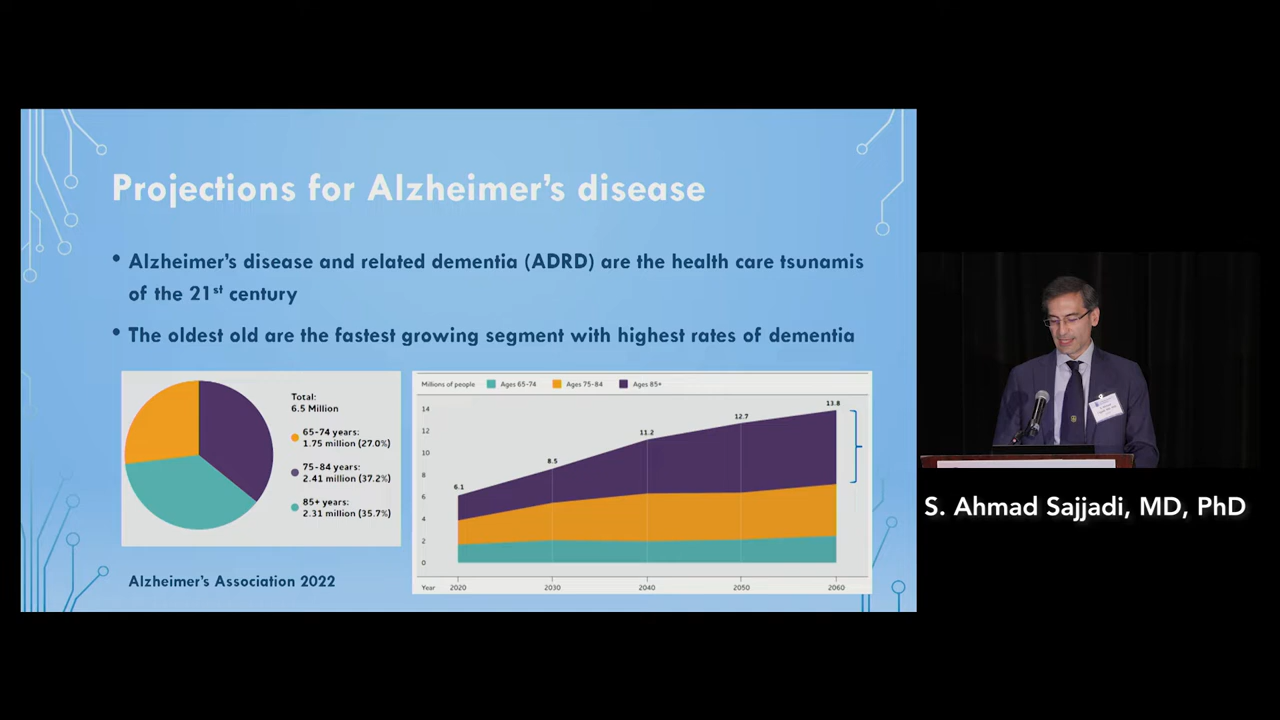 Projections for Alzheimer's disease
• Alzheimer's disease and related dementia (ADRD) are the health care tsunamis
of the 21st century
• The oldest old are the fastest growing segment with highest rates of dementia
Total:
6.5 Million
65-74 years:
1.75 million (27.0%)
75-84 years:
2.41 million (37.2%)
85+ years:
2.31 million (35.7%)
Alzheimer's Association 2022
Millions of people Ages 65-74 Ages 75-84 Ages 85+
14
12
10
8
6
4
2
0
6.1
8.5
11.2
12.7
13.8
Year 2020 2030 2040 2050 2060
S. Ahmad Sajjadi, MD, PhD